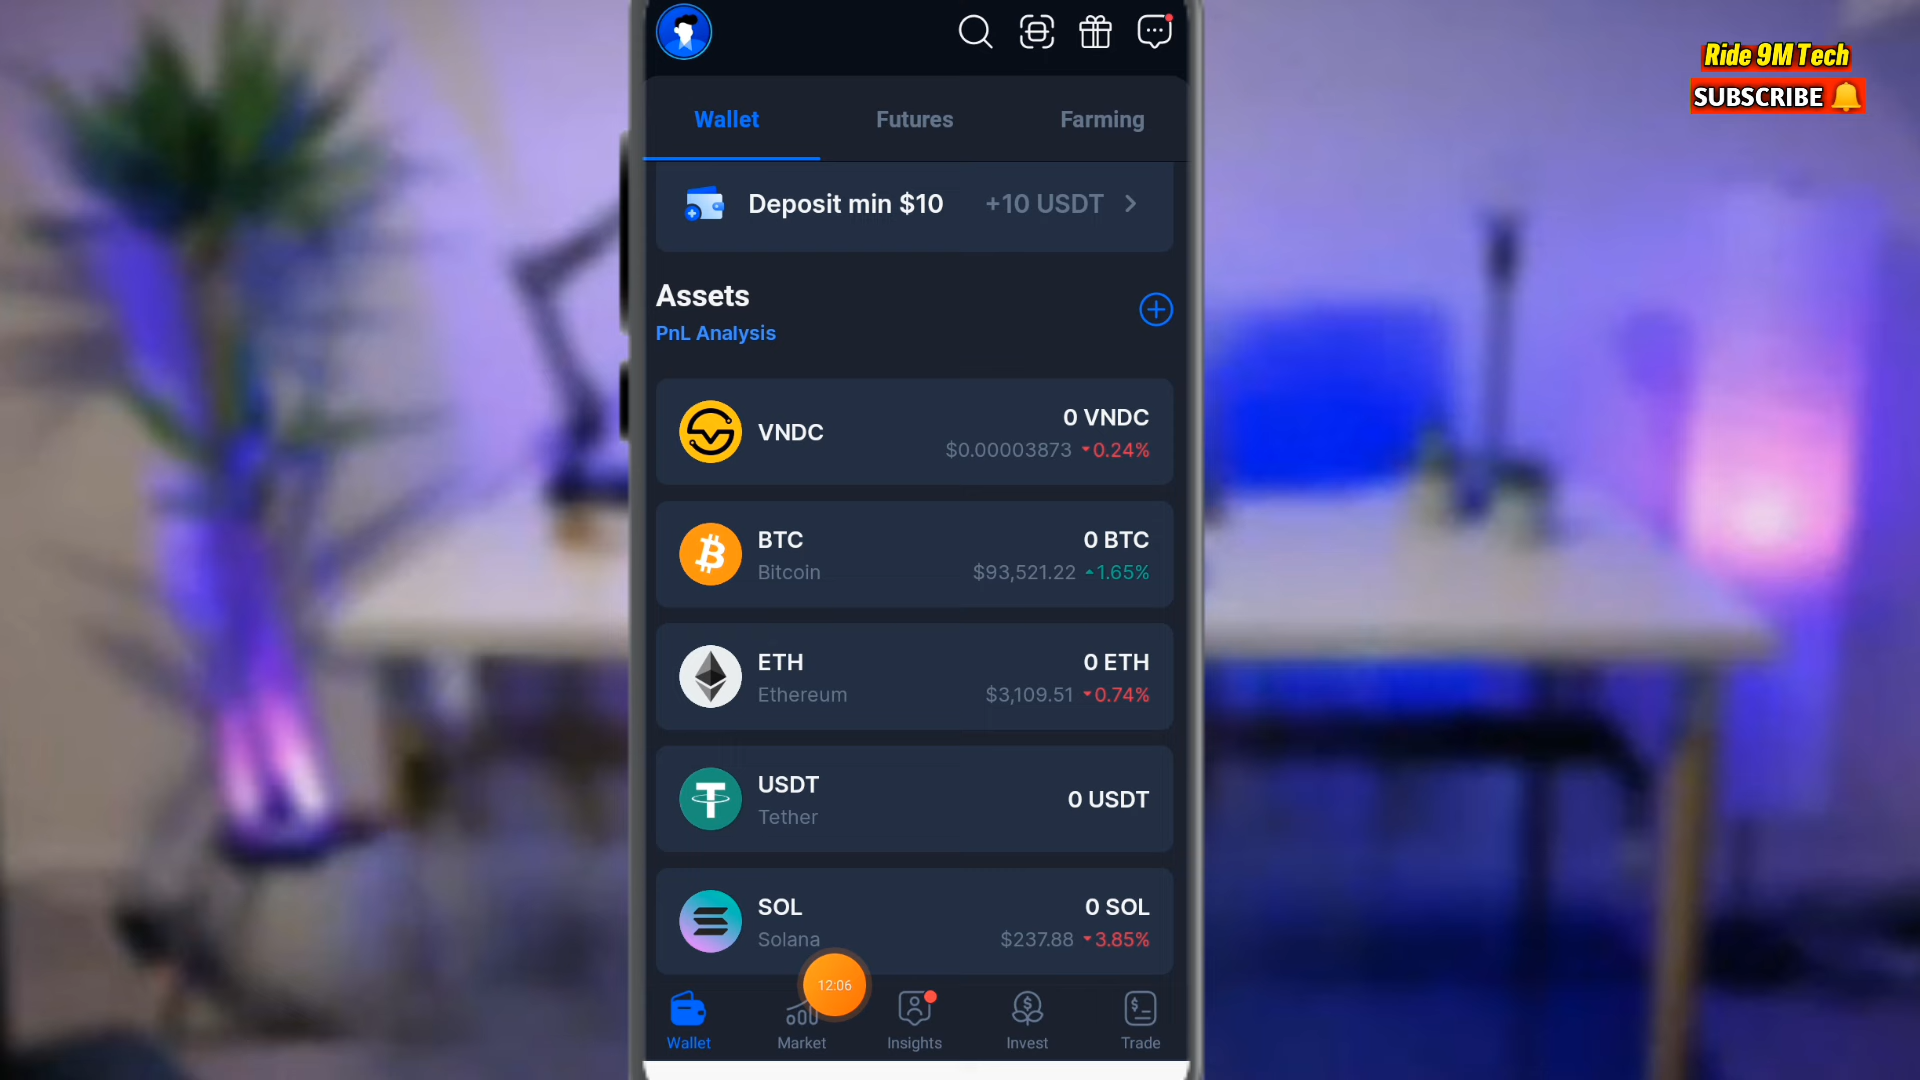 Ride 9M Tech
SUBSCRIBE
Wallet
Futures
Farming
Deposit min $10
+10 USDT
Assets
PnL Analysis
VNDC
0 VNDC
$0.00003873
0.24%
BTC
0 BTC
Bitcoin
$93,521.22
1.65%
ETH
0 ETH
Ethereum
$3,109.51
0.74%
USDT
Tether
0 USDT
SOL
0 SOL
Solana
$237.88
3.85%
12:06
Wallet
Market
Insights
Invest
Trade